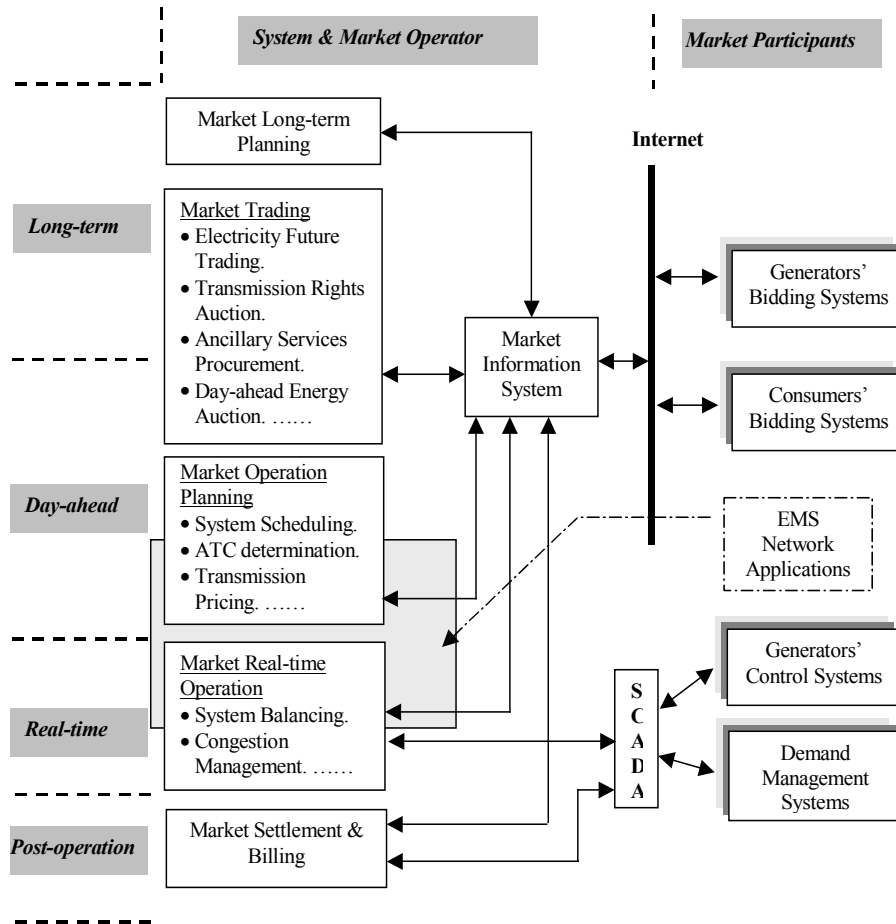 System & Market Operator
Market Participants
Market Long-term
Planning
Internet
Long-term
Market Trading
• Electricity Future
Trading.
• Transmission Rights
Auction.
• Ancillary Services
Procurement.
• Day-ahead Energy
Auction. ……
Market
Information
System
Generators’
Bidding Systems
Consumers’
Bidding Systems
Day-ahead
Market Operation
Planning
• System Scheduling.
• ATC determination.
• Transmission
Pricing. ……
EMS
Network
Applications
Real-time
Market Real-time
Operation
• System Balancing.
• Congestion
Management. ……
S
C
A
D
A
Generators’
Control Systems
Demand
Management
Systems
Post-operation
Market Settlement &
Billing